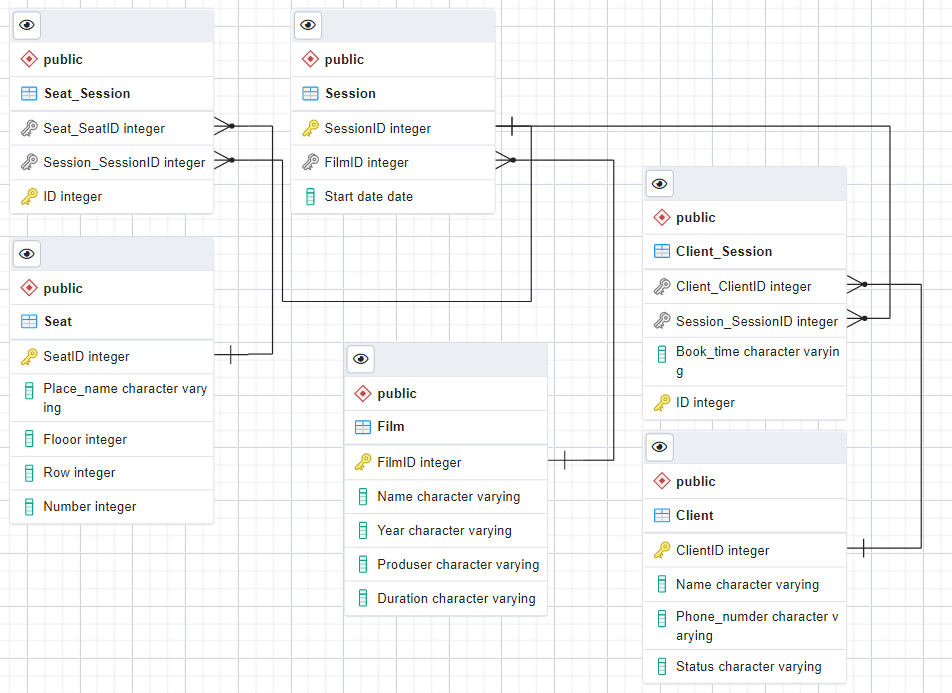 public
Seat_Session
Seat_SeatID integer
Session_SessionID integer
ID integer
public
Session
SessionID integer
FilmID integer
Start date date
public
Seat
SeatID integer
Place_name character vary
ing
Flooor integer
Row integer
Number integer
public
Film
FilmID integer
Name character varying
Year character varying
Produser character varying
Duration character varying
public
Client_Session
Client_ClientID integer
Session_SessionID integer
Book_time character varyin
g
ID integer
public
Client
ClientID integer
Name character varying
Phone_numder character v
arying
Status character varying